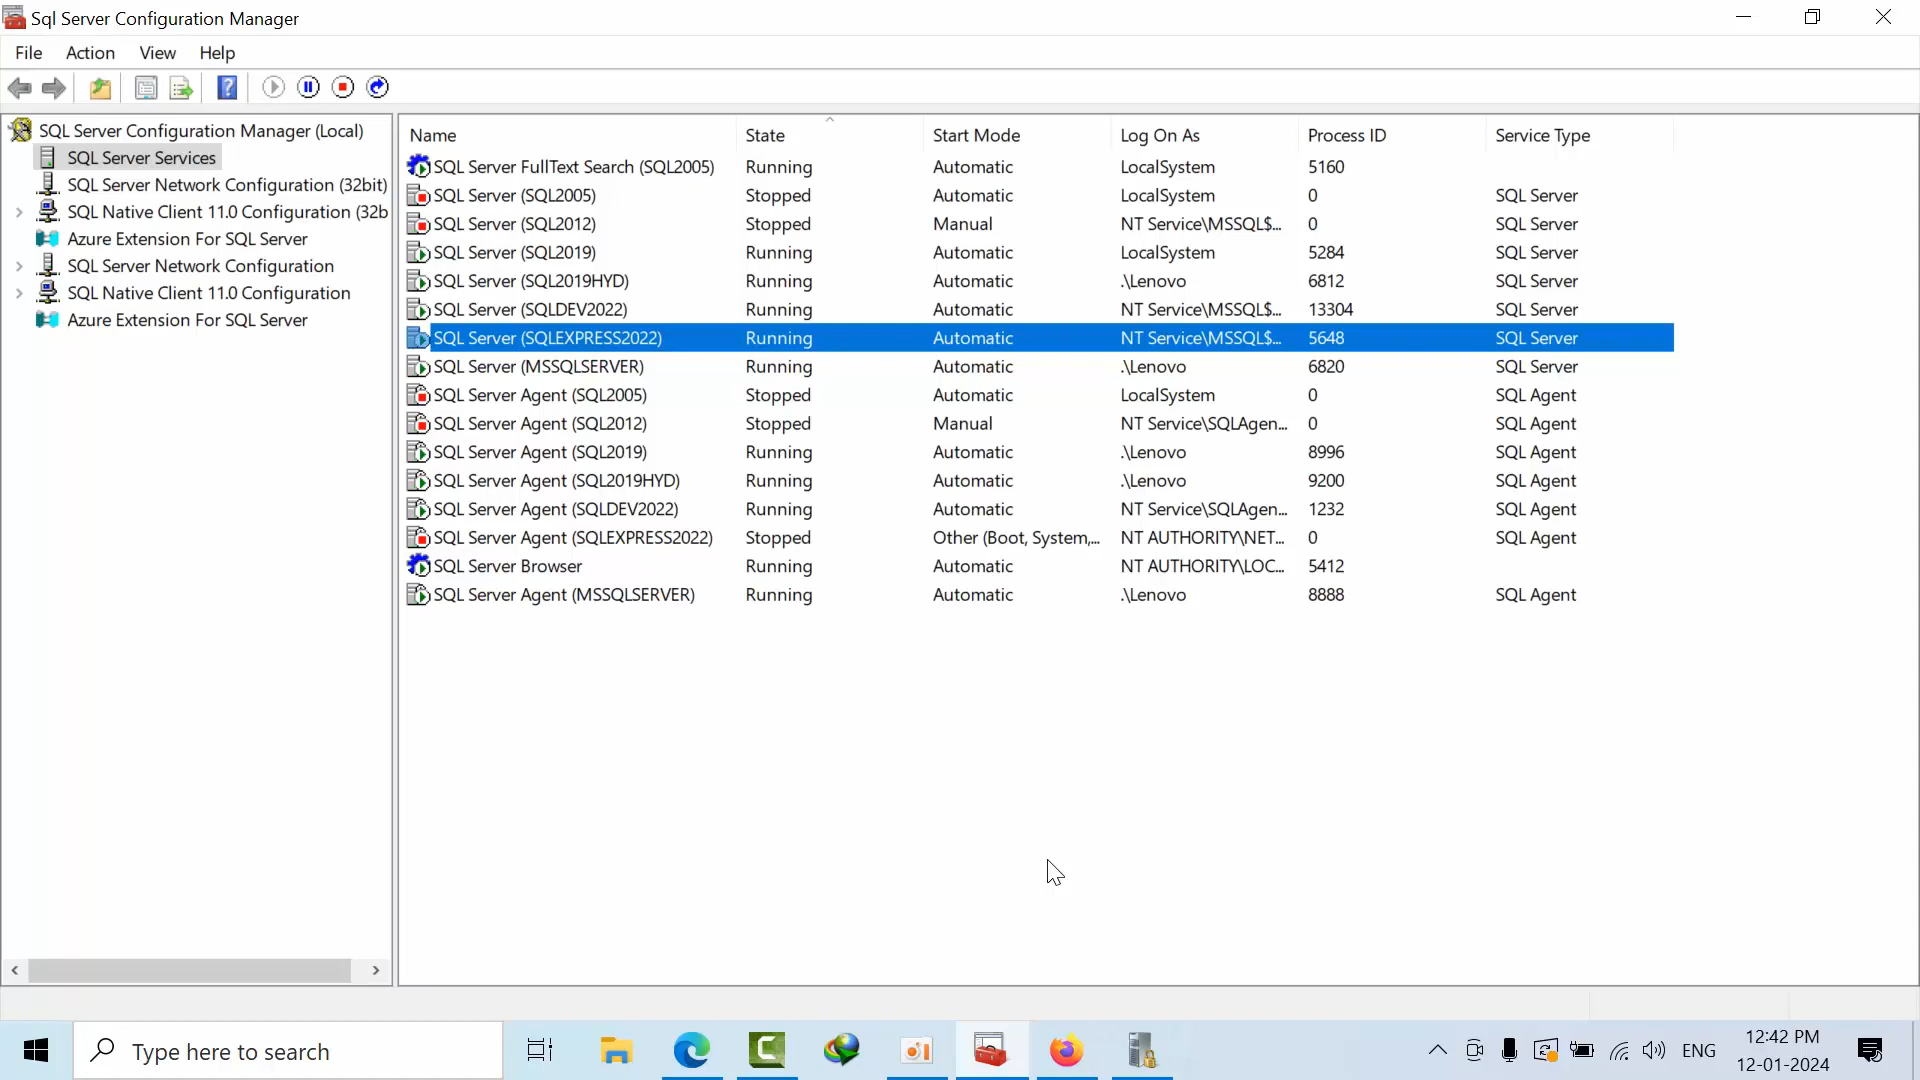 Sql Server Configuration Manager
File Action View Help
SQL Server Configuration Manager (Local)
SQL Server Services
SQL Server Network Configuration (32bit)
SQL Native Client 11.0 Configuration (32b
Azure Extension For SQL Server
SQL Server Network Configuration
SQL Native Client 11.0 Configuration
Azure Extension For SQL Server
Name State Start Mode Log On As Process ID Service Type
SQL Server FullText Search (SQL2005) Running Automatic LocalSystem 5160
SQL Server (SQL2005) Stopped Automatic LocalSystem 0 SQL Server
SQL Server (SQL2012) Stopped Manual NT Service\MSSQL$... 0 SQL Server
SQL Server (SQL2019) Running Automatic LocalSystem 5284 SQL Server
SQL Server (SQL2019HYD) Running Automatic .\Lenovo 6812 SQL Server
SQL Server (SQLDEV2022) Running Automatic NT Service\MSSQL$... 13304 SQL Server
SQL Server (SQLEXPRESS2022) Running Automatic NT Service\MSSQL$... 5648 SQL Server
SQL Server (MSSQLSERVER) Running Automatic .\Lenovo 6820 SQL Server
SQL Server Agent (SQL2005) Stopped Automatic LocalSystem 0 SQL Agent
SQL Server Agent (SQL2012) Stopped Manual NT Service\SQLAgen... 0 SQL Agent
SQL Server Agent (SQL2019) Running Automatic .\Lenovo 8996 SQL Agent
SQL Server Agent (SQL2019HYD) Running Automatic .\Lenovo 9200 SQL Agent
SQL Server Agent (SQLDEV2022) Running Automatic NT Service\SQLAgen... 1232 SQL Agent
SQL Server Agent (SQLEXPRESS2022) Stopped Other (Boot, System,... NT AUTHORITY\NET... 0 SQL Agent
SQL Server Browser Running Automatic NT AUTHORITY\LOC... 5412
SQL Server Agent (MSSQLSERVER) Running Automatic .\Lenovo 8888 SQL Agent
Type here to search
ENG
12:42 PM
12-01-2024